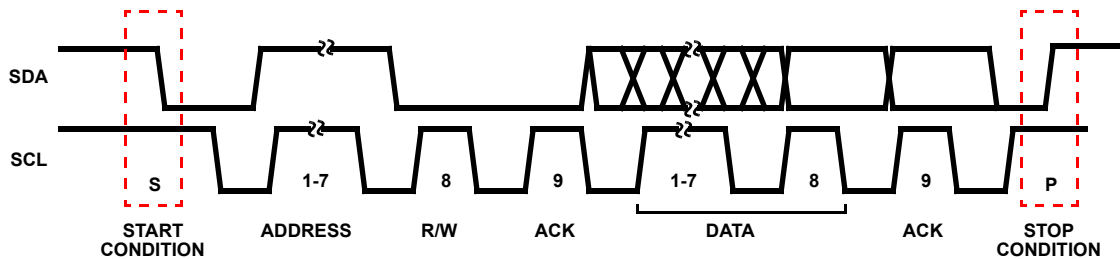 SDA
SCL
S
1-7
8
9
1-7
8
9
P
START
CONDITION
ADDRESS
R/W
ACK
DATA
ACK
STOP
CONDITION